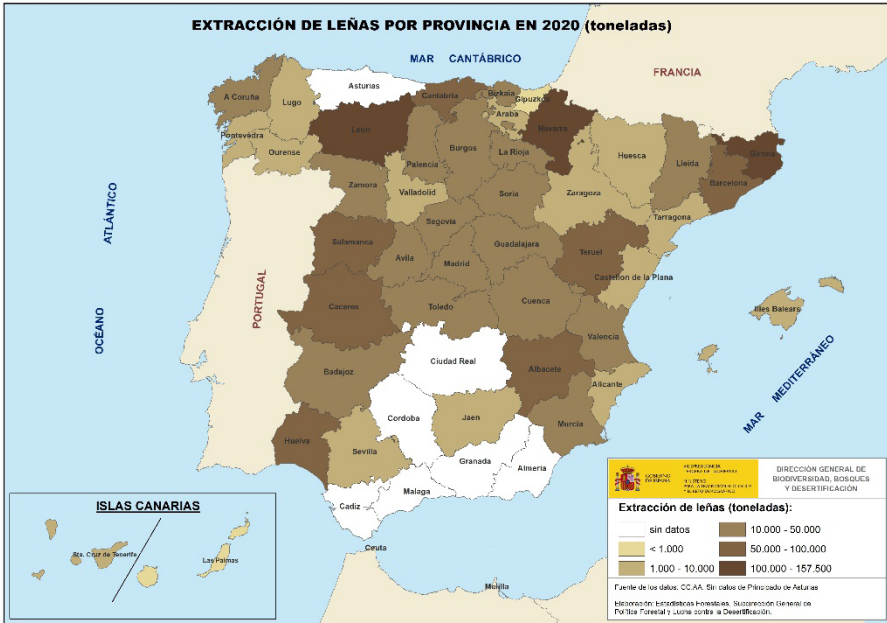 EXTRACCIÓN DE LEÑAS POR PROVINCIA EN 2020 (toneladas)
MAR CANTÁBRICO
FRANCIA
Asturias
A Coruña
Lugo
Cantabria
Bizkaia
Gipuzkoa
Araba
Navarra
Pontevedra
Ourense
León
Palencia
Burgos
La Rioja
Huesca
Lleida
Girona
Barcelona
Zamora
Valladolid
Soria
Zaragoza
Tarragona
OCÉANO ATLÁNTICO
PORTUGAL
Segovia
Salamanca
Avila
Madrid
Guadalajara
Teruel
Castellon de la Plana
Caceres
Toledo
Cuenca
Valencia
Illes Balears
MAR MEDITERRÁNEO
Ciudad Real
Badajoz
Albacete
Alicante
Cordoba
Jaen
Murcia
Huelva
Sevilla
Granada
Almeria
Malaga
Cadiz
Ceuta
Melilla
ISLAS CANARIAS
Sta. Cruz de Tenerife
Las Palmas
GOBIERNO
DE ESPAÑA
DIRECCIÓN GENERAL DE
BIODIVERSIDAD, BOSQUES
Y DESERTIFICACIÓN
Extracción de leñas (toneladas):
sin datos
< 1.000
1.000 - 10.000
10.000 - 50.000
50.000 - 100.000
100.000 - 157.500
Fuente de los datos: CC.AA. Sin datos de Principado de Asturias
Elaboración: Estadísticas Forestales. Subdirección General de
Política Forestal y Lucha contra la Desertificación.